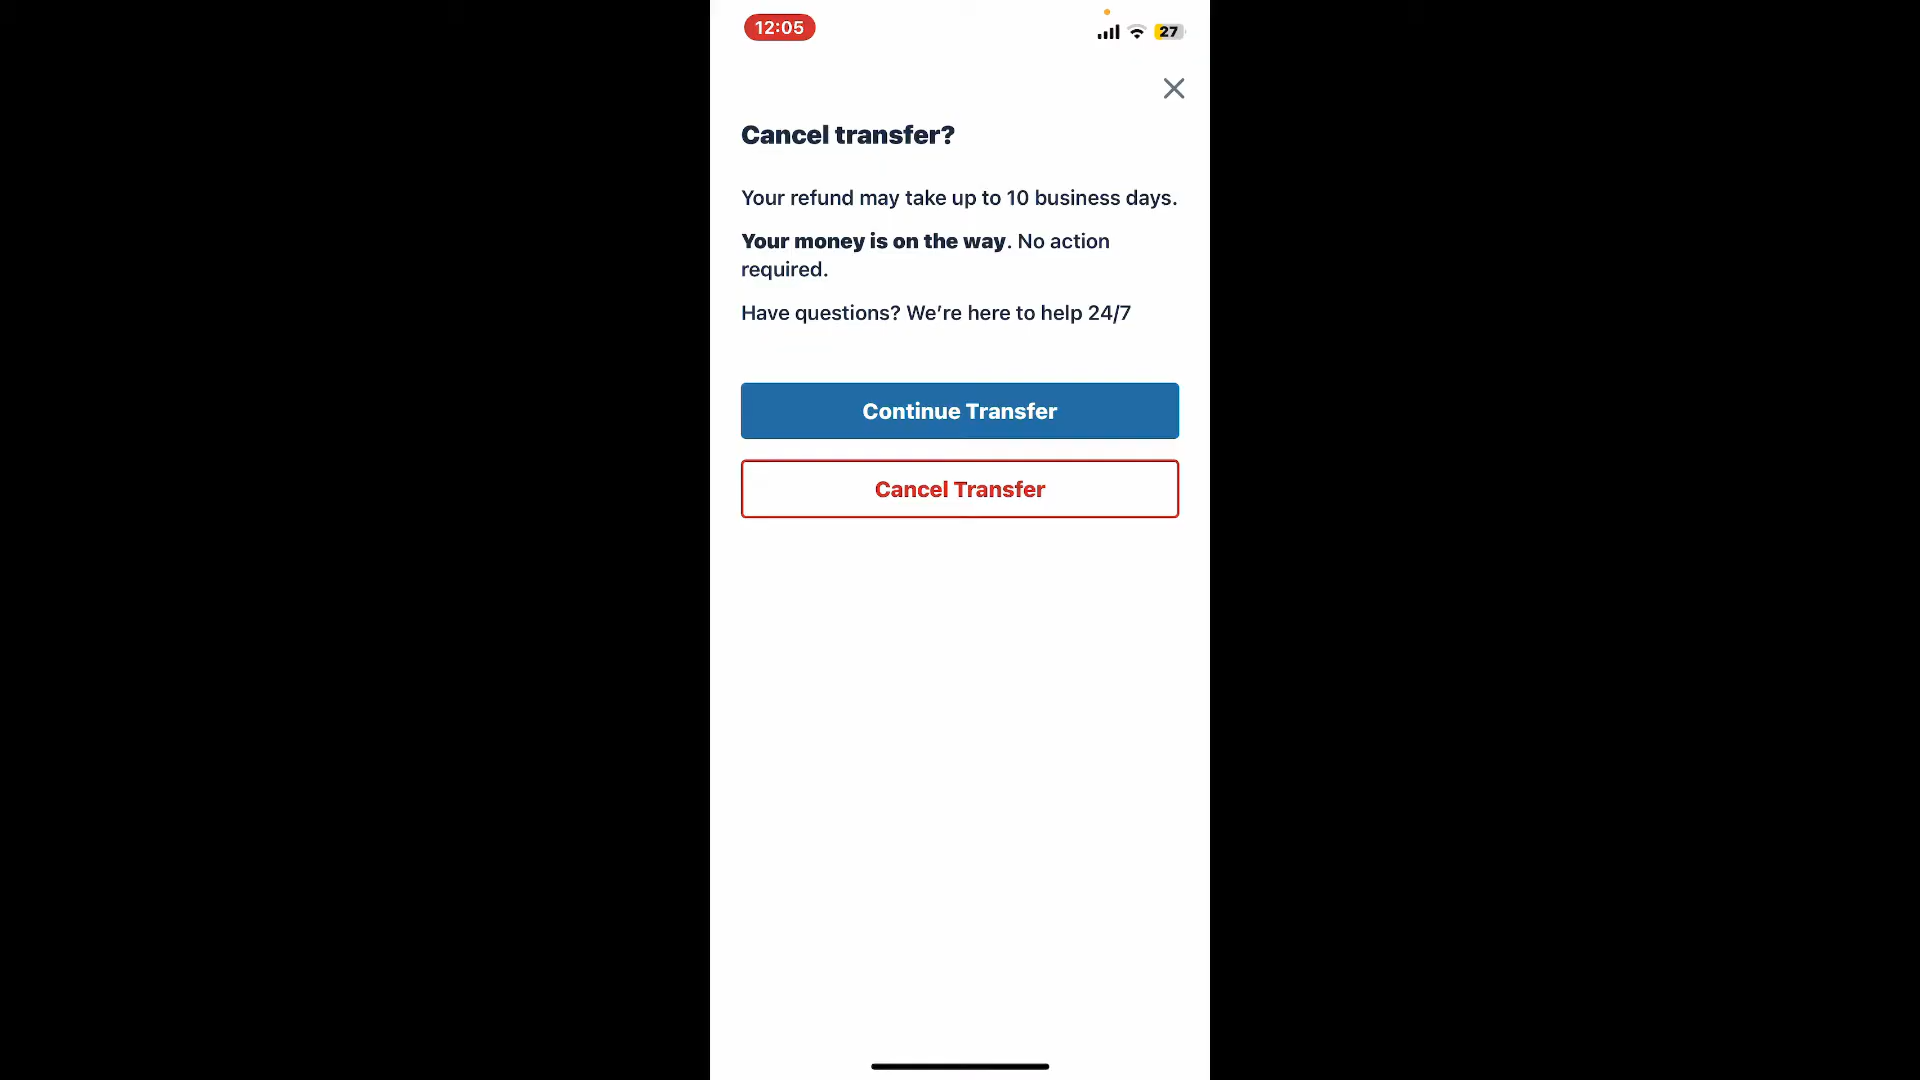 12:05
27
Cancel transfer?
Your refund may take up to 10 business days.
Your money is on the way. No action
required.
Have questions? We’re here to help 24/7
Continue Transfer
Cancel Transfer